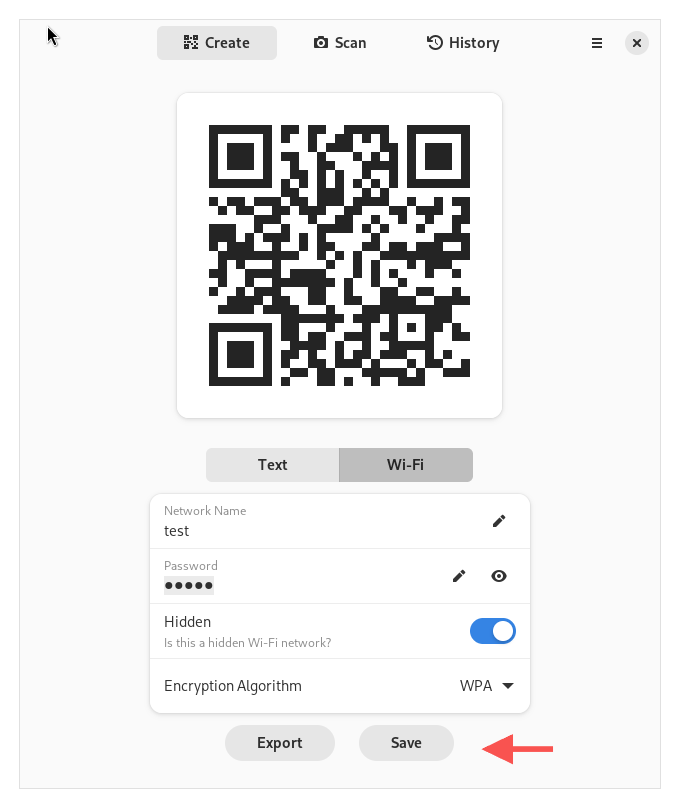 Create Scan History
Text Wi-Fi
Network Name
test
Password
●●●●●
Hidden
Is this a hidden Wi-Fi network?
Encryption Algorithm WPA
Export Save